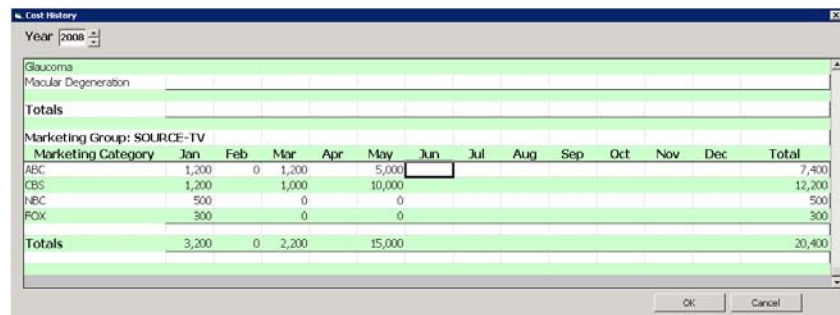 Cost History
Year 2008
Glaucoma
Macular Degeneration
Totals
Marketing Group: SOURCE-TV
Marketing Category Jan Feb Mar Apr May Jun Jul Aug Sep Oct Nov Dec Total
ABC 1,200 0 1,200 5,000 7,400
CBS 1,200 1,000 10,000 12,200
NBC 500 0 0 500
FOX 300 0 0 300
Totals 3,200 0 2,200 15,000 20,400
OK Cancel